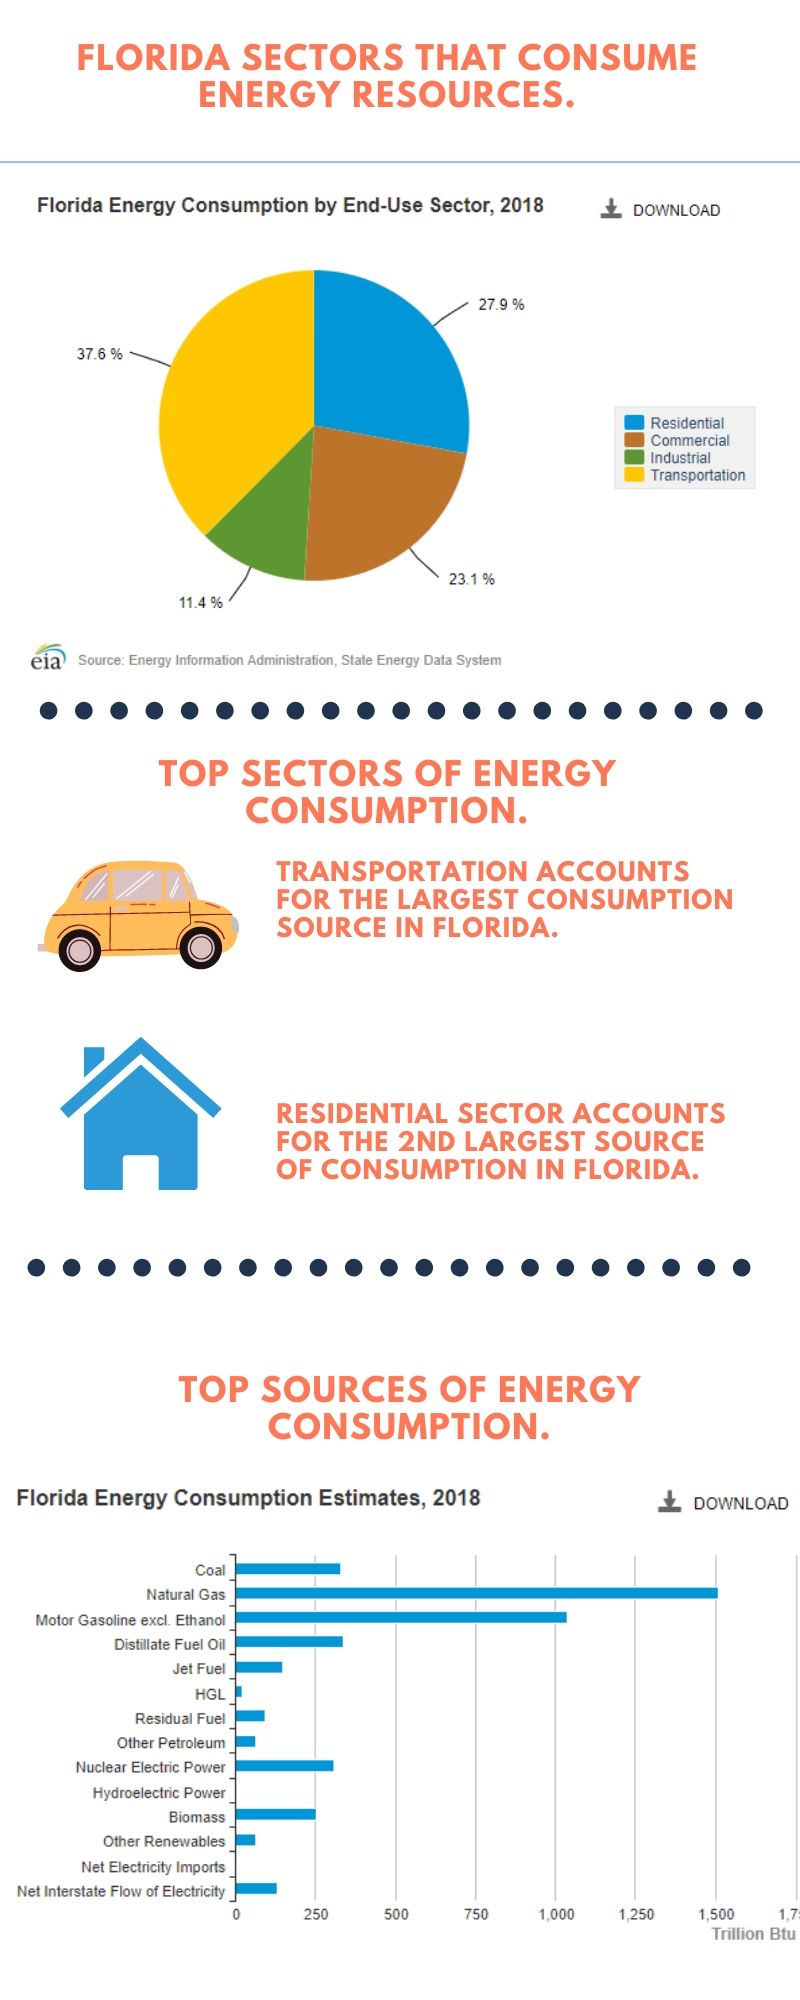 FLORIDA SECTORS THAT CONSUME
ENERGY RESOURCES.
Florida Energy Consumption by End-Use Sector, 2018
DOWNLOAD
27.9 %
37.6 %
Residential
Commercial
Industrial
Transportation
23.1 %
11.4 %
eia
Source: Energy Information Administration, State Energy Data System
TOP SECTORS OF ENERGY
CONSUMPTION.
TRANSPORTATION ACCOUNTS
FOR THE LARGEST CONSUMPTION
SOURCE IN FLORIDA.
RESIDENTIAL SECTOR ACCOUNTS
FOR THE 2ND LARGEST SOURCE
OF CONSUMPTION IN FLORIDA.
TOP SOURCES OF ENERGY
CONSUMPTION.
Florida Energy Consumption Estimates, 2018
DOWNLOAD
Coal
Natural Gas
Motor Gasoline excl. Ethanol
Distillate Fuel Oil
Jet Fuel
HGL
Residual Fuel
Other Petroleum
Nuclear Electric Power
Hydroelectric Power
Biomass
Other Renewables
Net Electricity Imports
Net Interstate Flow of Electricity
0 250 500 750 1,000 1,250 1,500
Trillion Btu